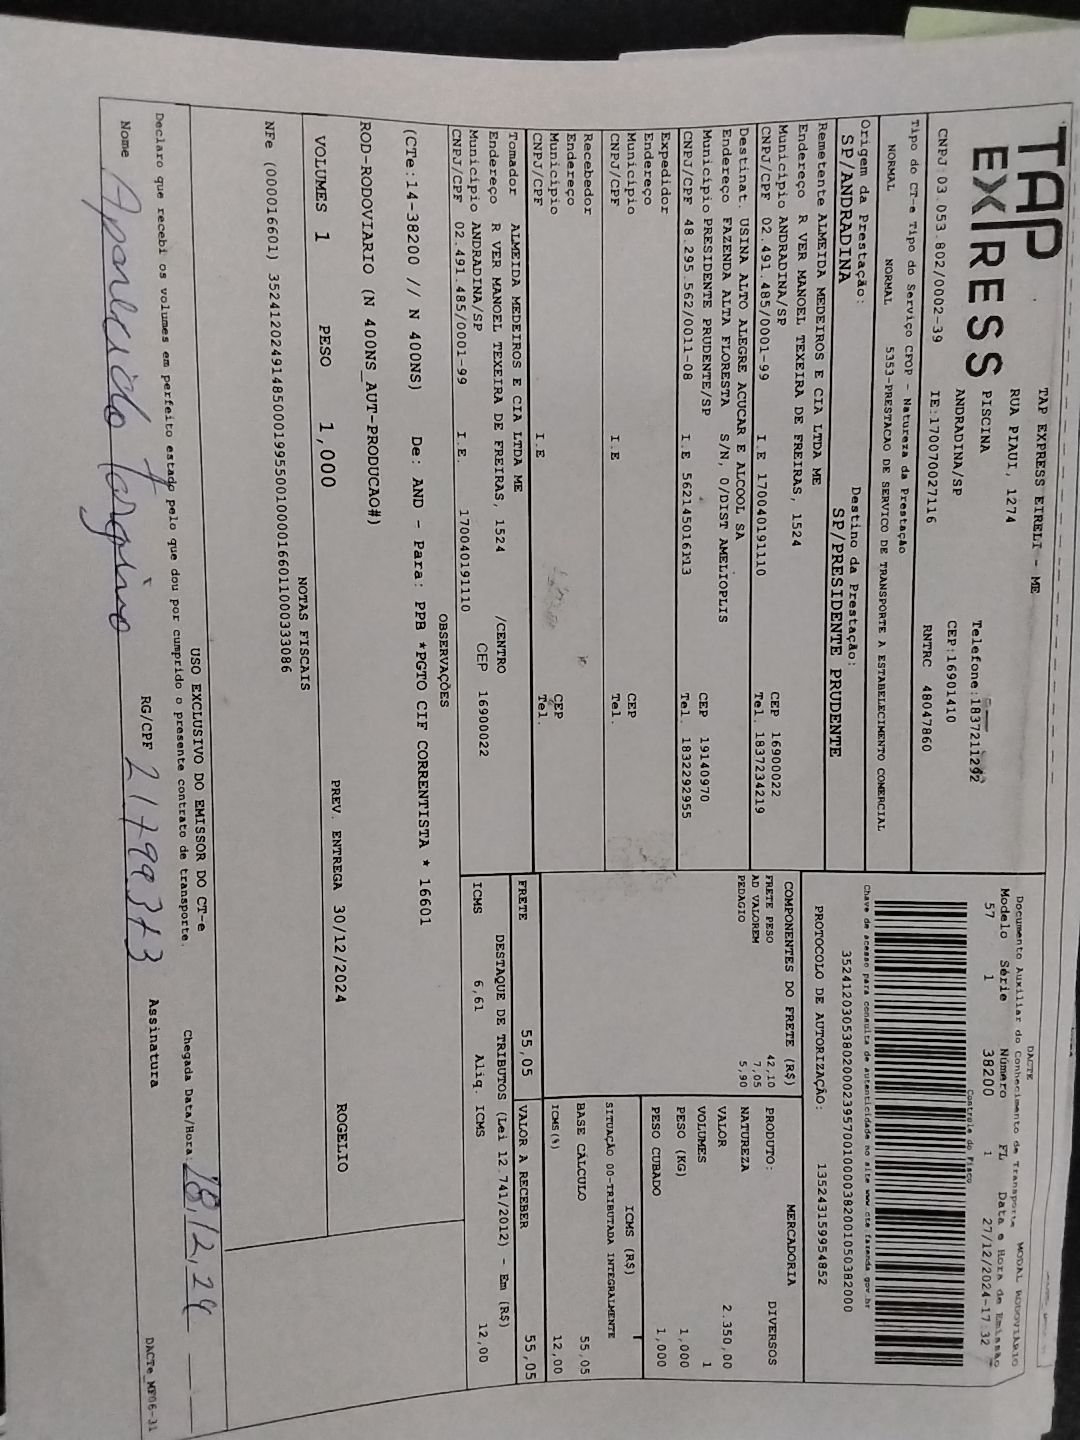 TAP
EXPRESS
TAP EXPRESS EIRELI - ME
RUA PIAUI, 1274
PISCINA
ANDRADINA/SP
Telefone:1837211292
CEP:16901410
CNPJ:03.053.802/0002-39 IE:170070027116 RNTRC 48047860
Tipo do CT-e Tipo do Serviço CFOP - Natureza da Prestação
NORMAL NORMAL 5353-PRESTACAO DE SERVICO DE TRANSPORTE A ESTABELECIMENTO COMERCIAL
Origem da Prestação: Destino da Prestação:
SP/ANDRADINA SP/PRESIDENTE PRUDENTE
DACTE
Documento Auxiliar do Conhecimento de Transporte MODAL RODOVIÁRIO
Modelo Série Número FL Data e Hora de Emissão
57 1 38200 1 27/12/2024-17:32
Controle do Fisco
Chave de acesso para consulta de autenticidade no site www.cte.fazenda.gov.br
35241203053802000239570010000382001050382000
PROTOCOLO DE AUTORIZAÇÃO: 135243159954852
Remetente ALMEIDA MEDEIROS E CIA LTDA ME
Endereço R VER MANOEL TEXEIRA DE FREIRAS, 1524
Município ANDRADINA/SP CEP 16900022
CNPJ/CPF 02.491.485/0001-99 I.E 170040191110 Tel. 1837234219
Destinat. USINA ALTO ALEGRE ACUCAR E ALCOOL SA
Endereço FAZENDA ALTA FLORESTA S/N, 0/DIST AMELIOPLIS
Município PRESIDENTE PRUDENTE/SP CEP 19140970
CNPJ/CPF 48.295.562/0011-08 I.E 562145016113 Tel. 1832292955
Expedidor
Endereço
Município CEP
CNPJ/CPF I.E Tel.
Recebedor
Endereço
Município CEP
CNPJ/CPF I.E Tel.
Tomador ALMEIDA MEDEIROS E CIA LTDA ME
Endereço R VER MANOEL TEXEIRA DE FREIRAS, 1524 /CENTRO
Município ANDRADINA/SP CEP 16900022
CNPJ/CPF 02.491.485/0001-99 I.E. 170040191110
COMPONENTES DO FRETE (R$)
FRETE PESO 42,10
AD VALOREM 7,05
PEDAGIO 5,90
MERCADORIA
PRODUTO: DIVERSOS
NATUREZA
VALOR 2.350,00
VOLUMES 1
PESO (KG) 1,000
PESO CUBADO 1,000
ICMS (R$)
SITUAÇÃO 00-TRIBUTADA INTEGRALMENTE
BASE CÁLCULO 55,05
ICMS(%) 12,00
FRETE 55,05 VALOR A RECEBER 55,05
DESTAQUE DE TRIBUTOS (Lei 12.741/2012) - Em (R$)
ICMS 6,61 Aliq. ICMS 12,00
OBSERVAÇÕES
(CTe:14-38200 // N 400NS) De: AND - Para: PPB *PGTO CIF CORRENTISTA * 16601
ROD-RODOVIARIO (N 400NS_AUT-PRODUCAO#)
VOLUMES 1 PESO 1,000 PREV. ENTREGA 30/12/2024 ROGELIO
NOTAS FISCAIS
NFe (0000016601) 35241202491485000199550010000166011000333086
USO EXCLUSIVO DO EMISSOR DO CT-e
Declaro que recebi os volumes em perfeito estado pelo que dou por cumprido o presente contrato de transporte. Chegada Data/Hora:
Nome Aparecido RG/CPF Assinatura
DACTe_MF06-31